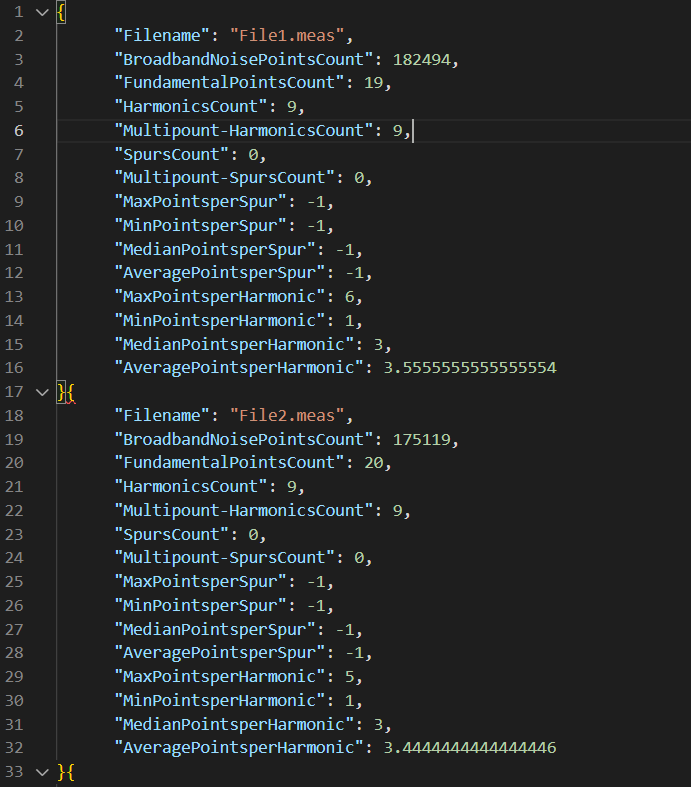 1 {
2 "Filename": "File1.meas",
3 "BroadbandNoisePointsCount": 182494,
4 "FundamentalPointsCount": 19,
5 "HarmonicsCount": 9,
6 "Multipount-HarmonicsCount": 9,
7 "SpursCount": 0,
8 "Multipount-SpursCount": 0,
9 "MaxPointsperSpur": -1,
10 "MinPointsperSpur": -1,
11 "MedianPointsperSpur": -1,
12 "AveragePointsperSpur": -1,
13 "MaxPointsperHarmonic": 6,
14 "MinPointsperHarmonic": 1,
15 "MedianPointsperHarmonic": 3,
16 "AveragePointsperHarmonic": 3.5555555555555554
17 }{
18 "Filename": "File2.meas",
19 "BroadbandNoisePointsCount": 175119,
20 "FundamentalPointsCount": 20,
21 "HarmonicsCount": 9,
22 "Multipount-HarmonicsCount": 9,
23 "SpursCount": 0,
24 "Multipount-SpursCount": 0,
25 "MaxPointsperSpur": -1,
26 "MinPointsperSpur": -1,
27 "MedianPointsperSpur": -1,
28 "AveragePointsperSpur": -1,
29 "MaxPointsperHarmonic": 5,
30 "MinPointsperHarmonic": 1,
31 "MedianPointsperHarmonic": 3,
32 "AveragePointsperHarmonic": 3.4444444444444446
33 }{